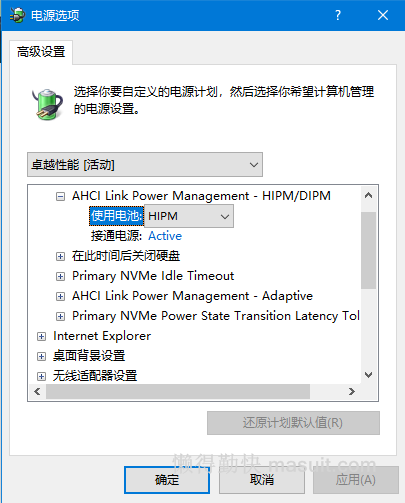 电源选项
高级设置
选择你要自定义的电源计划，然后选择你希望计算机管理
的电源设置。
卓越性能 [活动]
AHCI Link Power Management - HIPM/DIPM
使用电池: HIPM
接通电源: Active
在此时间后关闭硬盘
Primary NVMe Idle Timeout
AHCI Link Power Management - Adaptive
Primary NVMe Power State Transition Latency Tol
Internet Explorer
桌面背景设置
无线适配器设置
还原计划默认值(R)
懒得勤快 masuit.com
确定 取消 应用(A)